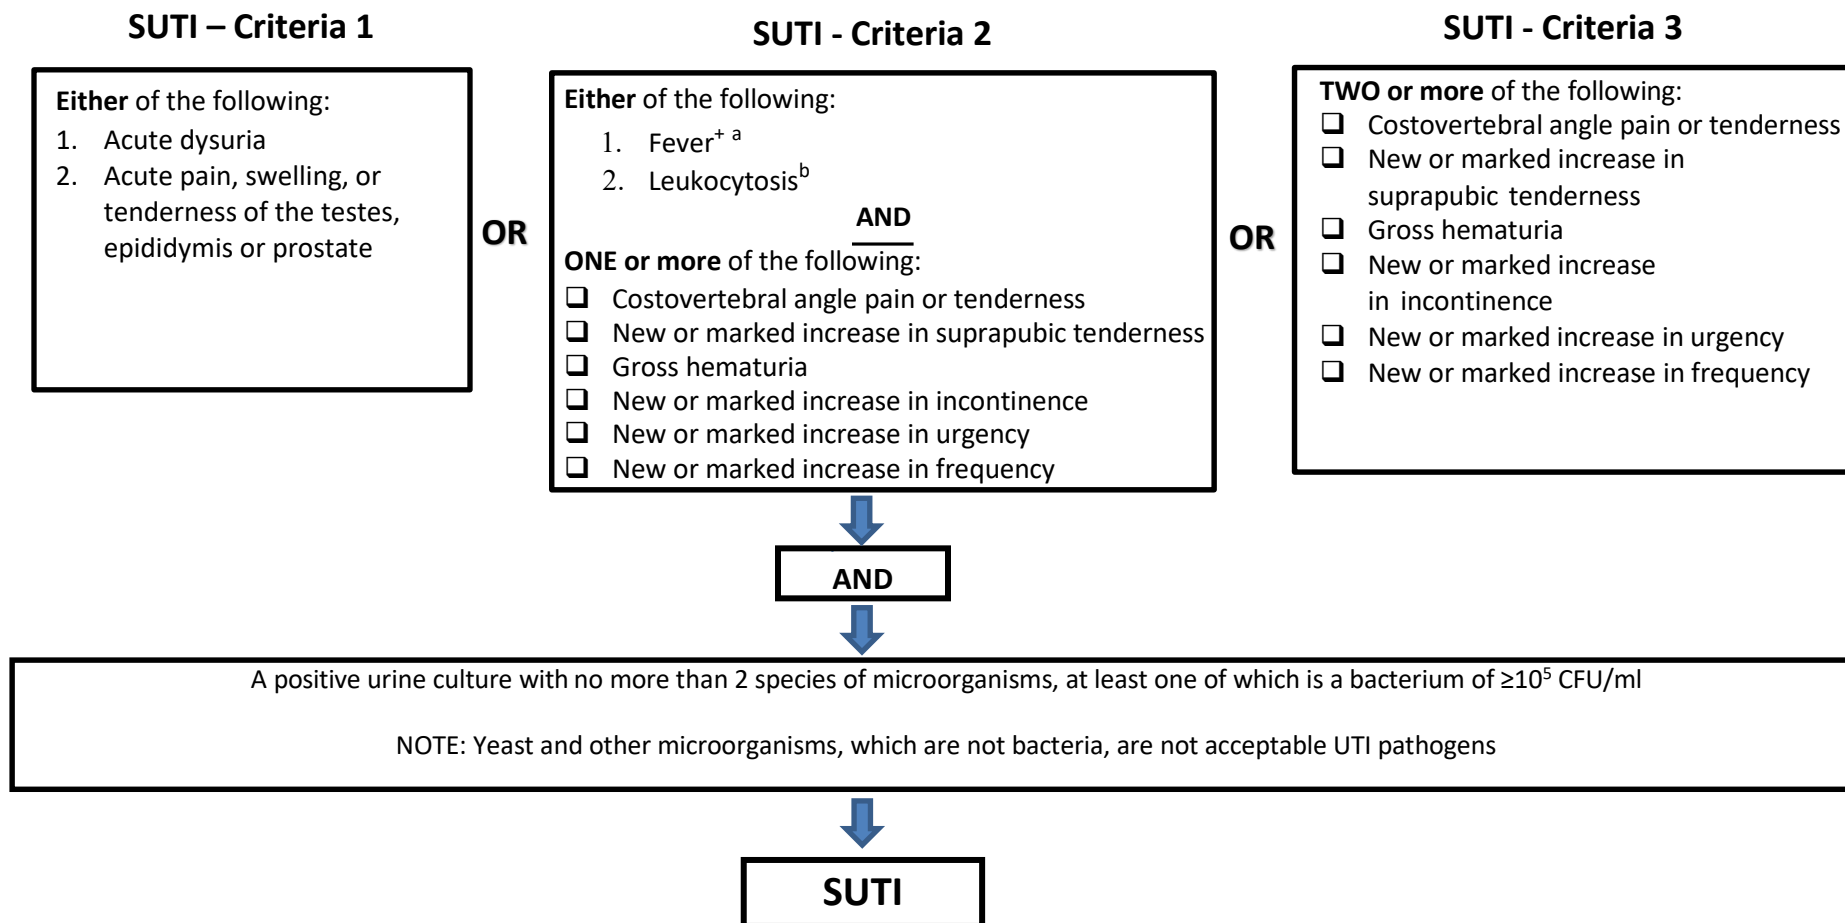 SUTI – Criteria 1
Either of the following:
1. Acute dysuria
2. Acute pain, swelling, or
tenderness of the testes,
epididymis or prostate
OR
SUTI - Criteria 2
Either of the following:
1. Fever⁺ ᵃ
2. Leukocytosisᵇ
AND
ONE or more of the following:
❑ Costovertebral angle pain or tenderness
❑ New or marked increase in suprapubic tenderness
❑ Gross hematuria
❑ New or marked increase in incontinence
❑ New or marked increase in urgency
❑ New or marked increase in frequency
OR
SUTI - Criteria 3
TWO or more of the following:
❑ Costovertebral angle pain or tenderness
❑ New or marked increase in
suprapubic tenderness
❑ Gross hematuria
❑ New or marked increase
in incontinence
❑ New or marked increase in urgency
❑ New or marked increase in frequency
AND
A positive urine culture with no more than 2 species of microorganisms, at least one of which is a bacterium of ≥10⁵ CFU/ml
NOTE: Yeast and other microorganisms, which are not bacteria, are not acceptable UTI pathogens
SUTI